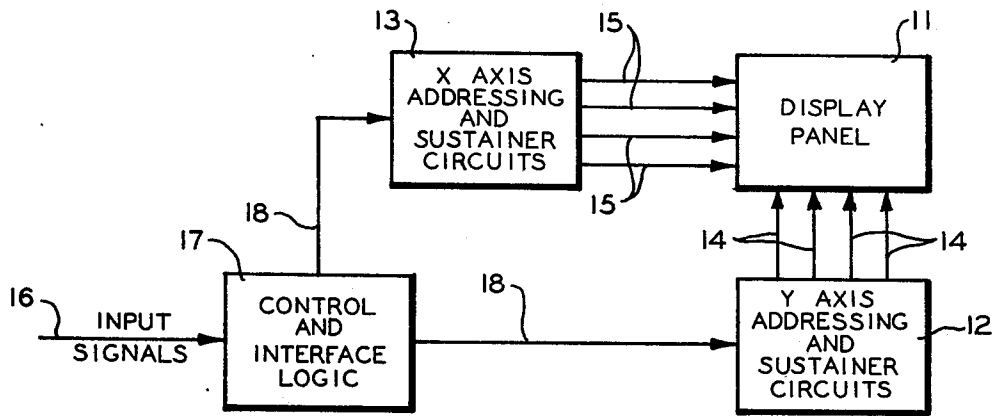 13
15
11
X AXIS
ADDRESSING
AND
SUSTAINER
CIRCUITS
DISPLAY
PANEL
15
18
17
14
14
16
INPUT
SIGNALS
CONTROL
AND
INTERFACE
LOGIC
18
Y AXIS
ADDRESSING
AND
SUSTAINER
CIRCUITS
12